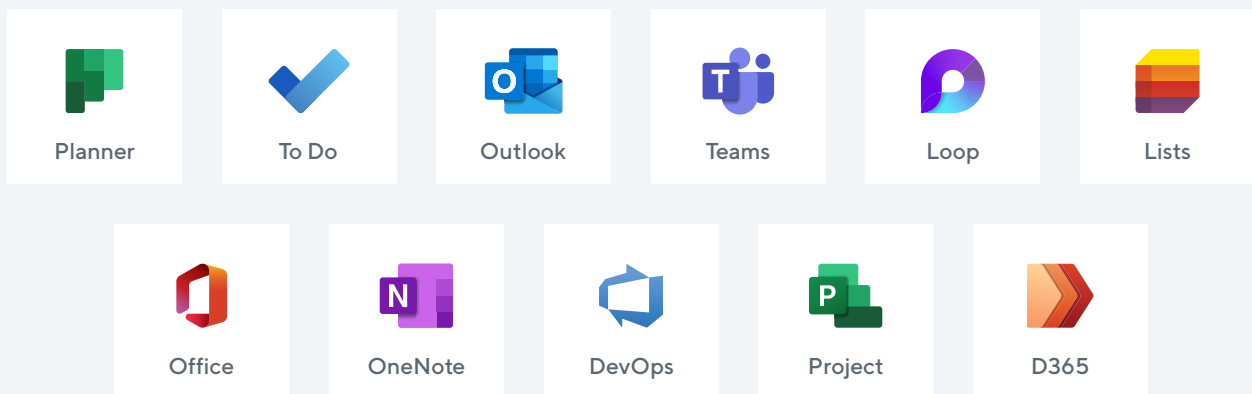 O
T
Planner
To Do
Outlook
Teams
Loop
Lists
N
P
Office
OneNote
DevOps
Project
D365